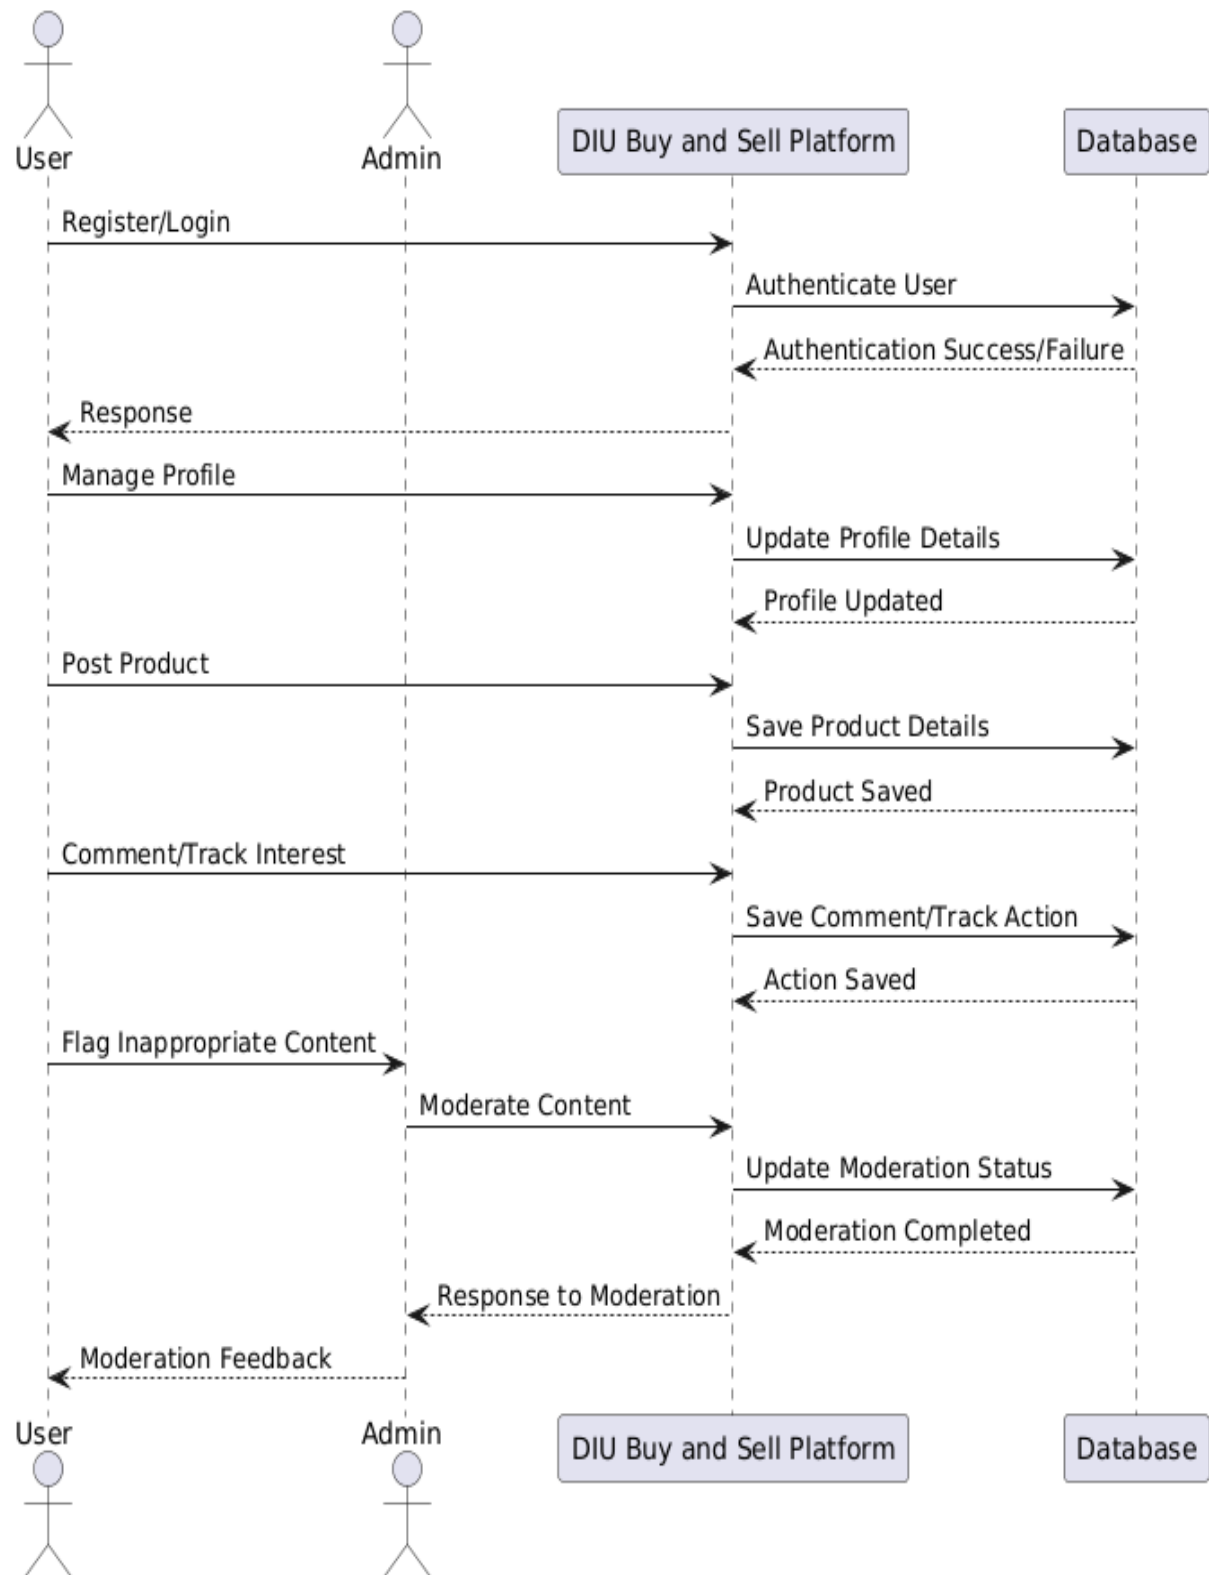 User
Admin
DIU Buy and Sell Platform
Database
Register/Login
Authenticate User
Authentication Success/Failure
Response
Manage Profile
Update Profile Details
Profile Updated
Post Product
Save Product Details
Product Saved
Comment/Track Interest
Save Comment/Track Action
Action Saved
Flag Inappropriate Content
Moderate Content
Update Moderation Status
Moderation Completed
Response to Moderation
Moderation Feedback
User
Admin
DIU Buy and Sell Platform
Database